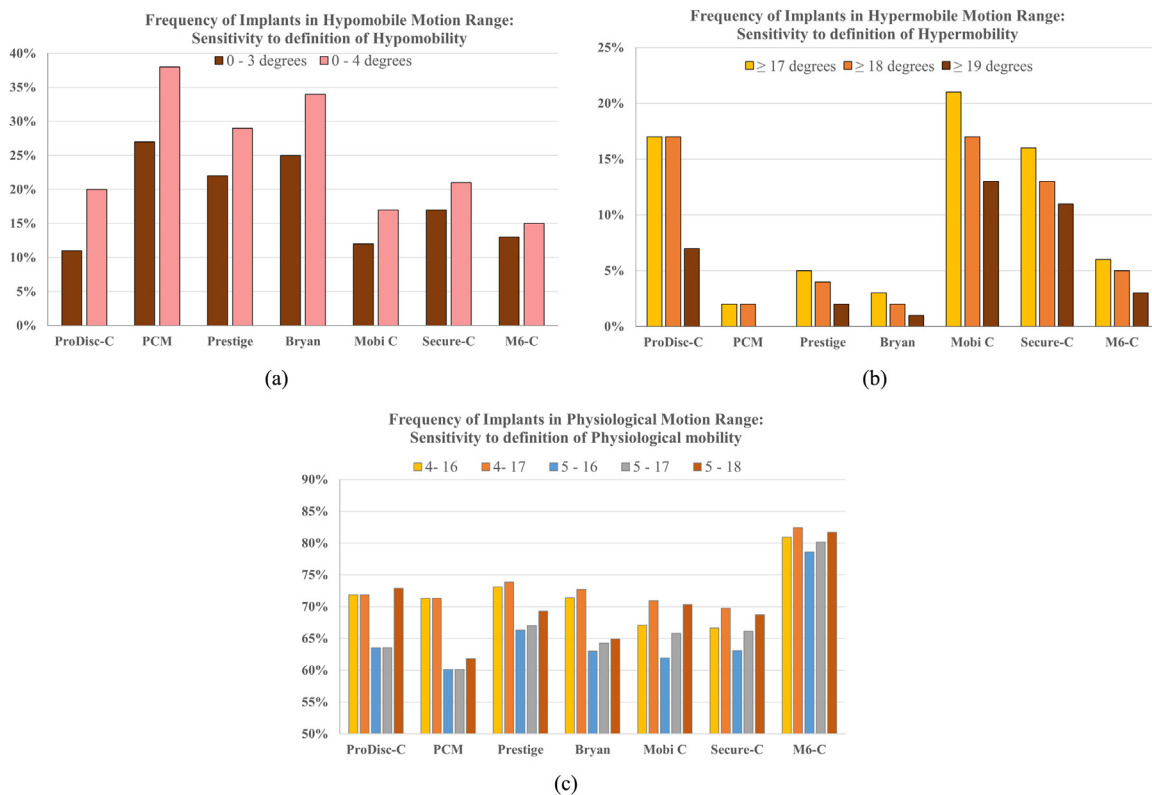 Frequency of Implants in Hypomobile Motion Range:
Sensitivity to definition of Hypomobility
0 - 3 degrees 0 - 4 degrees
40%
35%
30%
25%
20%
15%
10%
5%
0%
ProDisc-C PCM Prestige Bryan Mobi C Secure-C M6-C
(a)
Frequency of Implants in Hypermobile Motion Range:
Sensitivity to definition of Hypermobility
25%
≥ 17 degrees ≥ 18 degrees ≥ 19 degrees
20%
15%
10%
5%
0%
ProDisc-C PCM Prestige Bryan Mobi C Secure-C M6-C
(b)
Frequency of Implants in Physiological Motion Range:
Sensitivity to definition of Physiological mobility
4- 16 4- 17 5 - 16 5 - 17 5 - 18
90%
85%
80%
75%
70%
65%
60%
55%
50%
ProDisc-C PCM Prestige Bryan Mobi C Secure-C M6-C
(c)